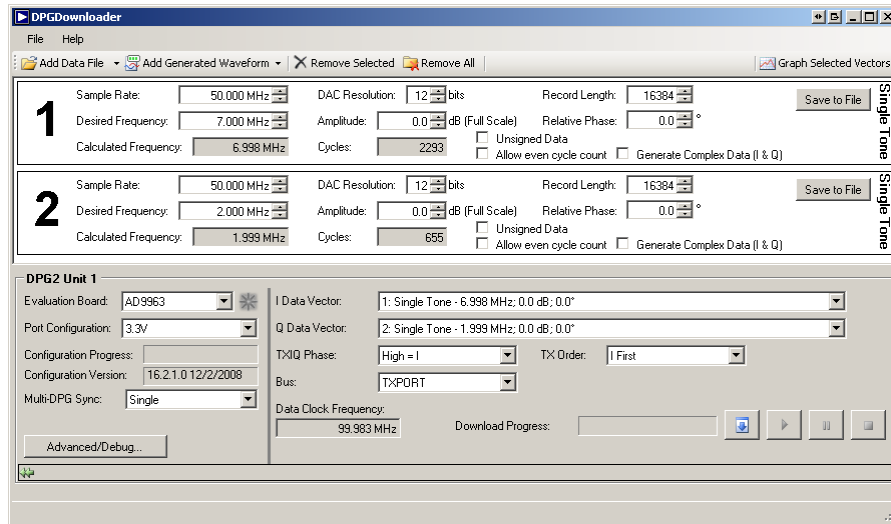 DPGDownloader
File Help
Add Data File Add Generated Waveform Remove Selected Remove All Graph Selected Vectors
1
Sample Rate: 50.000 MHz DAC Resolution: 12 bits Record Length: 16384
Desired Frequency: 7.000 MHz Amplitude: 0.0 dB (Full Scale) Relative Phase: 0.0 °
Calculated Frequency: 6.998 MHz Cycles: 2293
Unsigned Data
Allow even cycle count Generate Complex Data (I & Q)
Save to File
Single Tone
2
Sample Rate: 50.000 MHz DAC Resolution: 12 bits Record Length: 16384
Desired Frequency: 2.000 MHz Amplitude: 0.0 dB (Full Scale) Relative Phase: 0.0 °
Calculated Frequency: 1.999 MHz Cycles: 655
Unsigned Data
Allow even cycle count Generate Complex Data (I & Q)
Save to File
Single Tone
DPG2 Unit 1
Evaluation Board: AD9963
Port Configuration: 3.3V
Configuration Progress:
Configuration Version: 16.2.1.0 12/2/2008
Multi-DPG Sync: Single
Advanced/Debug...
I Data Vector: 1: Single Tone - 6.998 MHz; 0.0 dB; 0.0°
Q Data Vector: 2: Single Tone - 1.999 MHz; 0.0 dB; 0.0°
TXIQ Phase: High = I TX Order: I First
Bus: TXPORT
Data Clock Frequency:
99.983 MHz Download Progress: